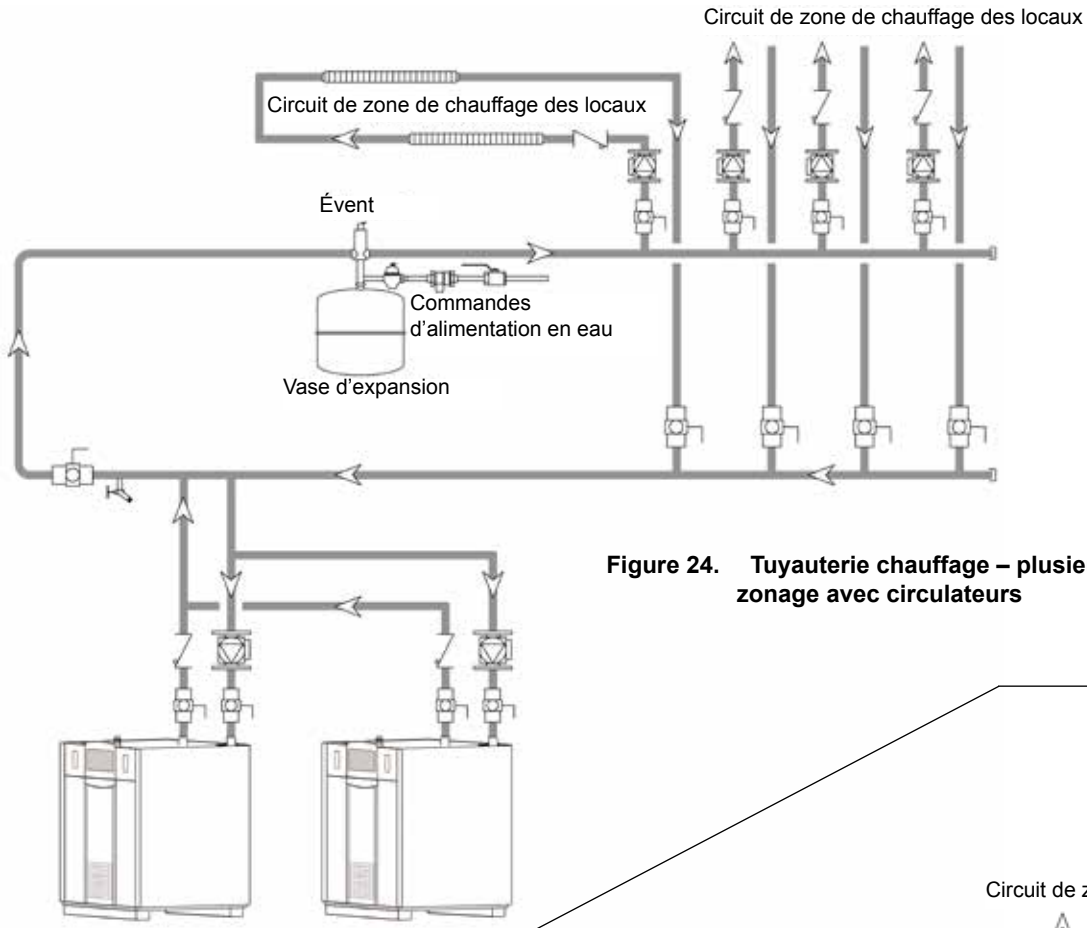 Circuit de zone de chauffage des locaux
Circuit de zone de chauffage des locaux
Évent
Commandes
d’alimentation en eau
Vase d’expansion
Figure 24. Tuyauterie chauffage – plusie
zonage avec circulateurs
Circuit de z